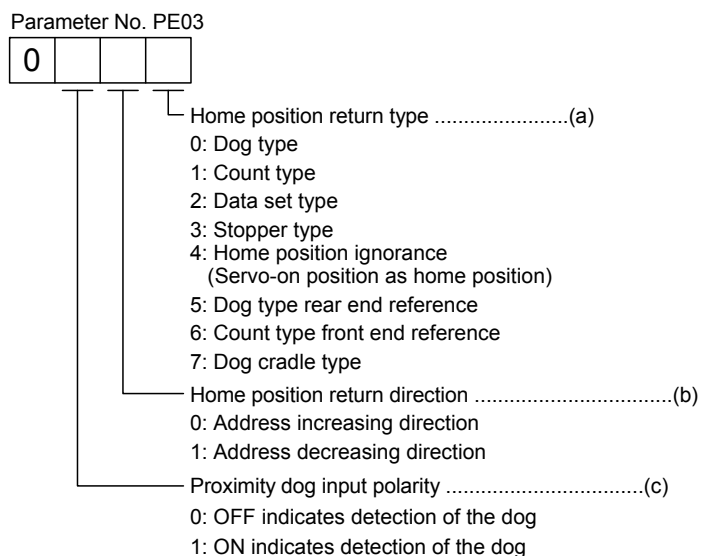 Parameter No. PE03
0
Home position return type .......................(a)
0: Dog type
1: Count type
2: Data set type
3: Stopper type
4: Home position ignorance
(Servo-on position as home position)
5: Dog type rear end reference
6: Count type front end reference
7: Dog cradle type
Home position return direction ..................................(b)
0: Address increasing direction
1: Address decreasing direction
Proximity dog input polarity ..................................(c)
0: OFF indicates detection of the dog
1: ON indicates detection of the dog